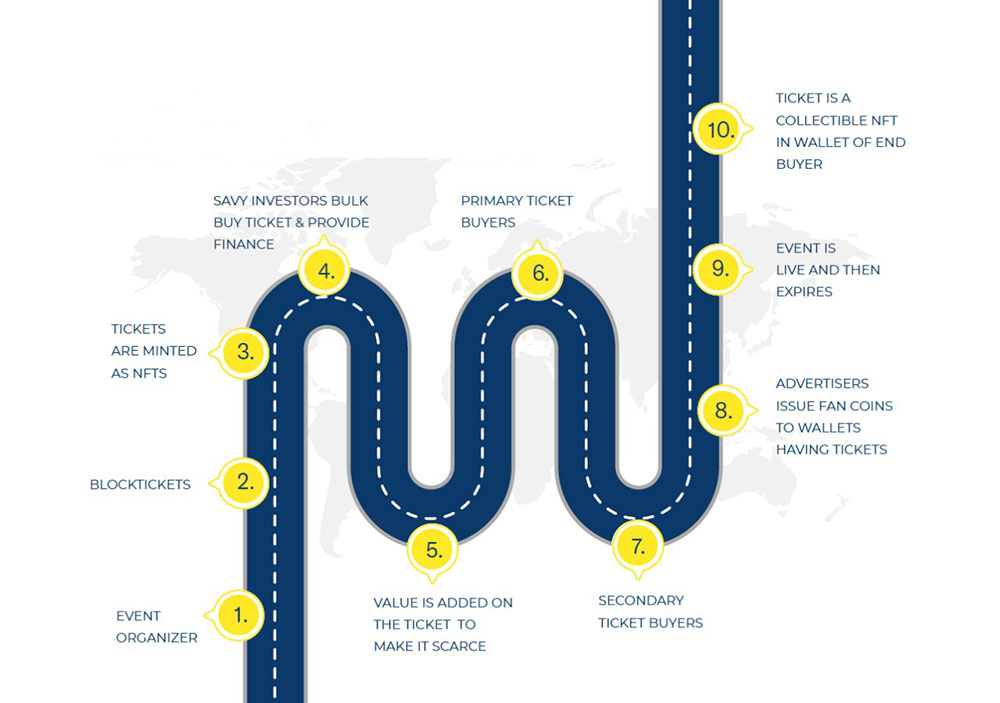 1.
EVENT
ORGANIZER
2.
BLOCKTICKETS
3.
TICKETS
ARE MINTED
AS NFTS
4.
SAVY INVESTORS BULK
BUY TICKET & PROVIDE
FINANCE
5.
VALUE IS ADDED ON
THE TICKET TO
MAKE IT SCARCE
6.
PRIMARY TICKET
BUYERS
7.
SECONDARY
TICKET BUYERS
8.
ADVERTISERS
ISSUE FAN COINS
TO WALLETS
HAVING TICKETS
9.
EVENT IS
LIVE AND THEN
EXPIRES
10.
TICKET IS A
COLLECTIBLE NFT
IN WALLET OF END
BUYER